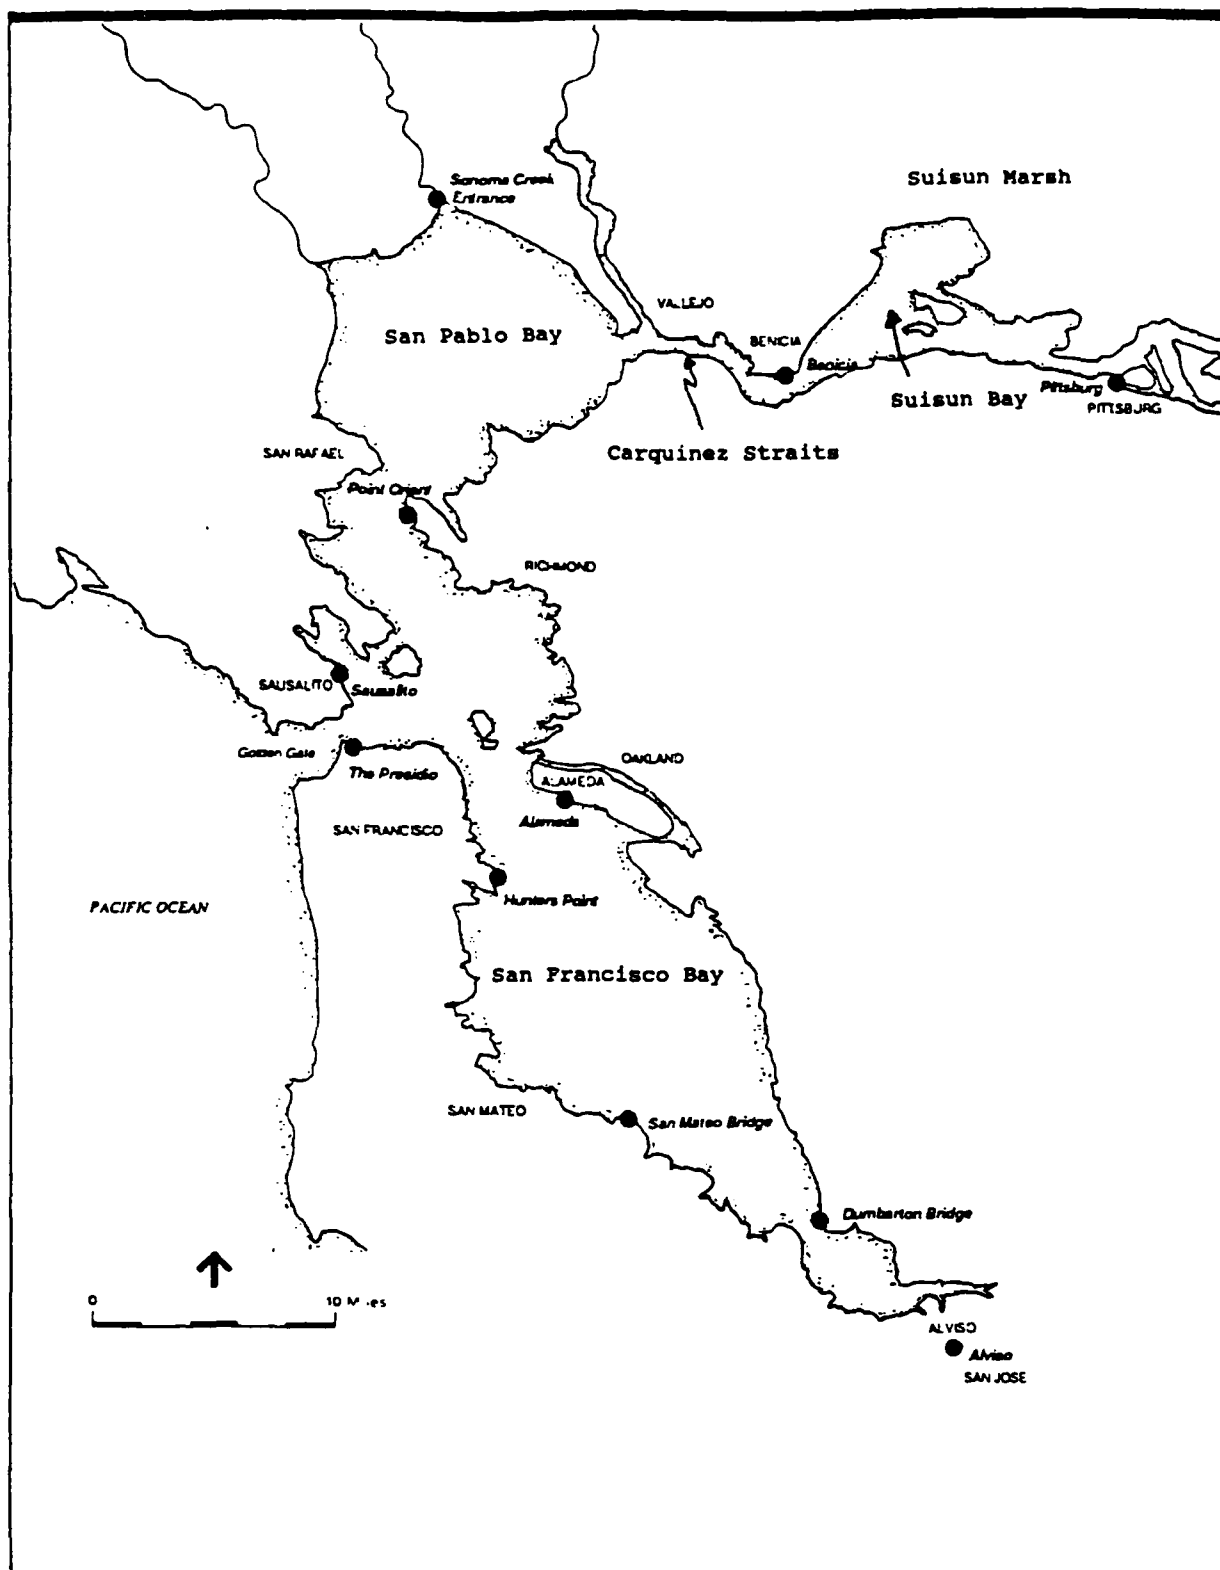 Suisun Marsh
Sonoma Creek
Entrance
VALLEJO
San Pablo Bay
BENICIA
Benicia
Pittsburg
PITTSBURG
Suisun Bay
Carquinez Straits
SAN RAFAEL
Point Orient
RICHMOND
SAUSALITO
Sausalito
Golden Gate
The Presidio
OAKLAND
ALAMEDA
Alameda
SAN FRANCISCO
Hunters Point
PACIFIC OCEAN
San Francisco Bay
SAN MATEO
San Mateo Bridge
Dumbarton Bridge
0
10 Miles
ALVISO
Alviso
SAN JOSE